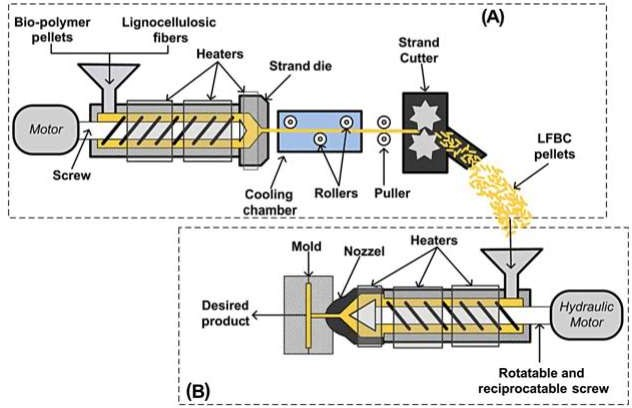 (A)
Bio-polymer
pellets
Lignocellulosic
fibers
Heaters
Strand die
Strand
Cutter
Motor
LFBC
pellets
Screw
Cooling
chamber
Rollers
Puller
Mold
Nozzel
Heaters
Desired
product
Hydraulic
Motor
Rotatable and
reciprocatable screw
(B)